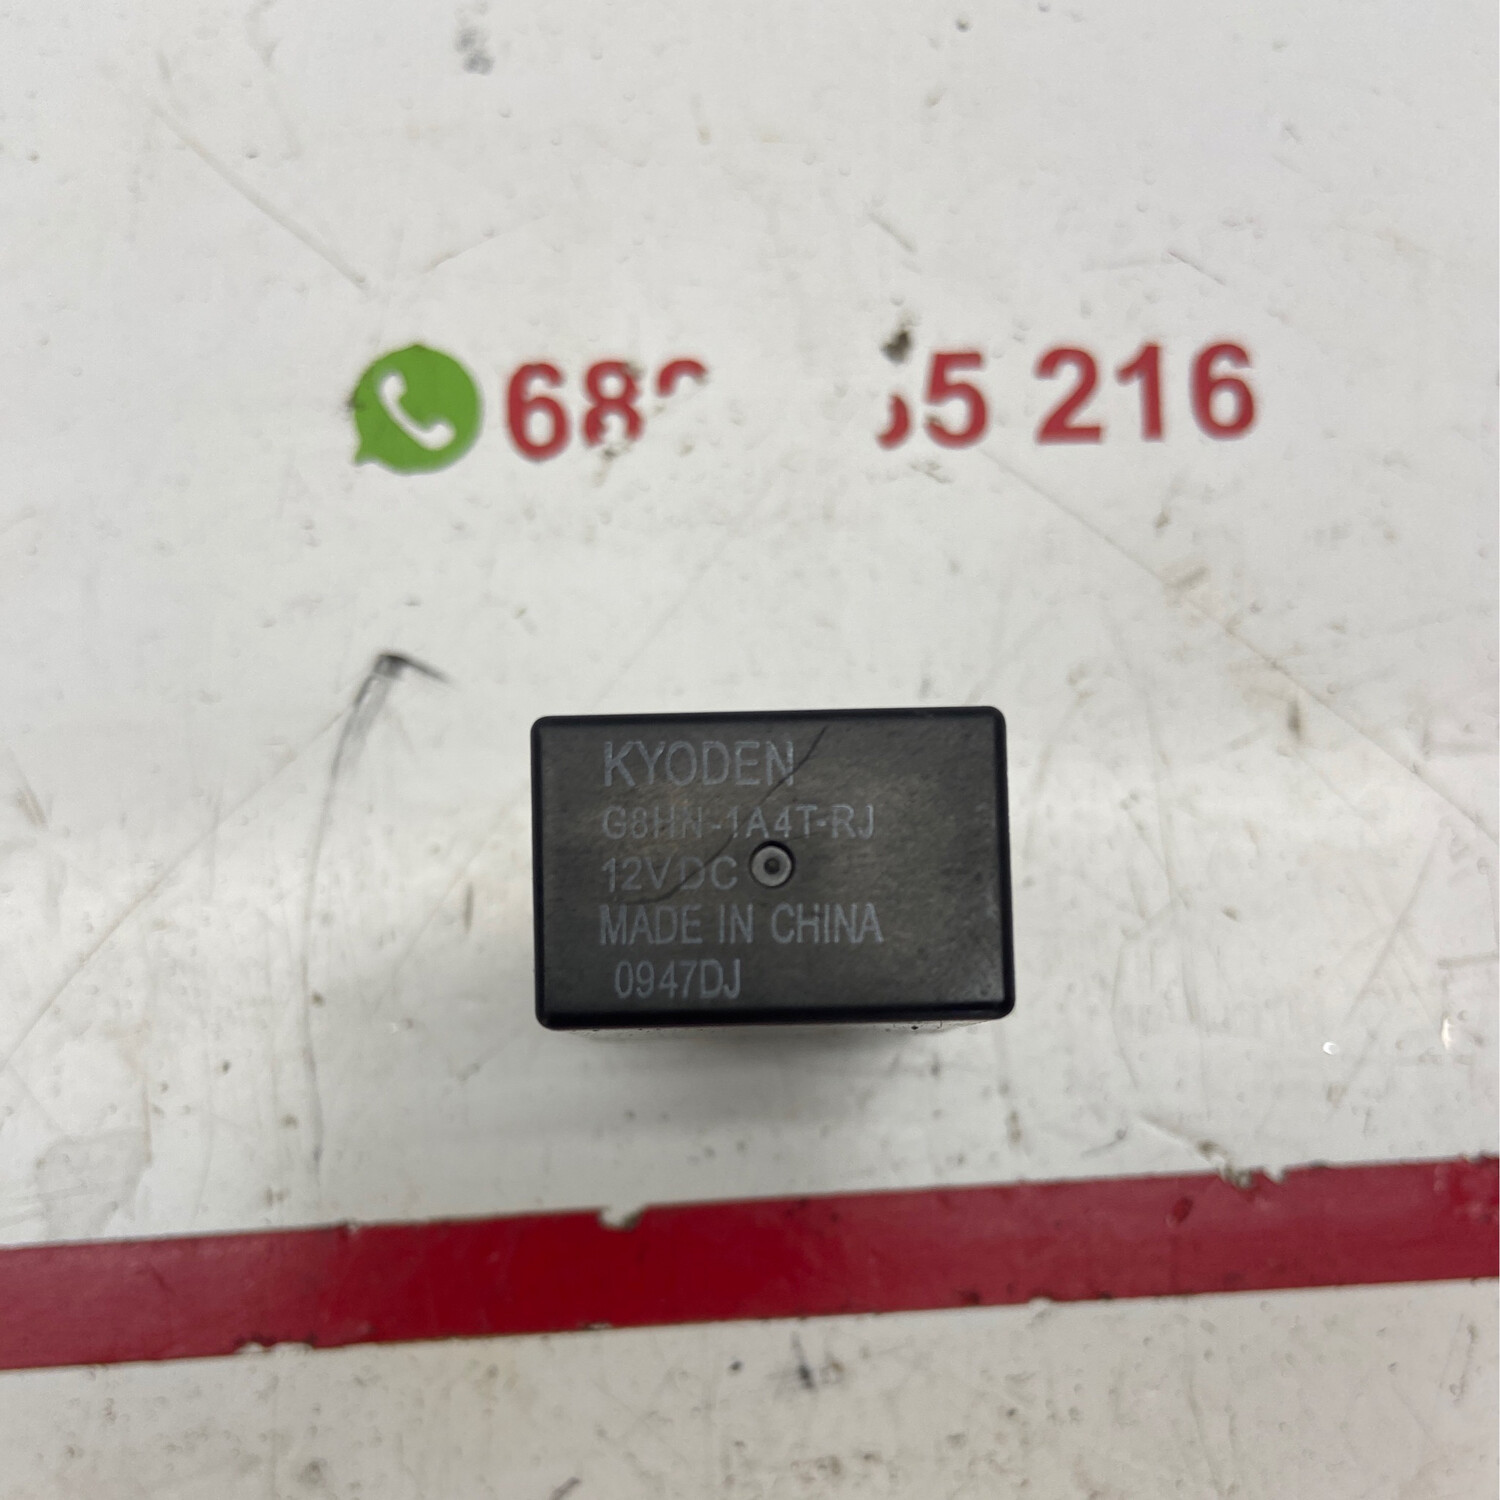 68 5 216
KYODEN
G8HN-1A4T-RJ
12VDC
MADE IN CHINA
0947DJ